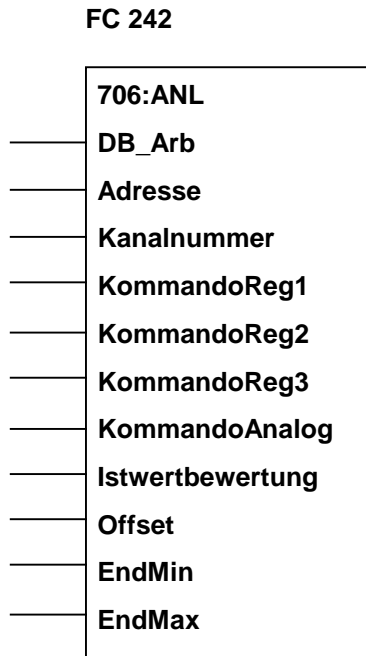 FC 242
706:ANL
DB_Arb
Adresse
Kanalnummer
KommandoReg1
KommandoReg2
KommandoReg3
KommandoAnalog
Istwertbewertung
Offset
EndMin
EndMax